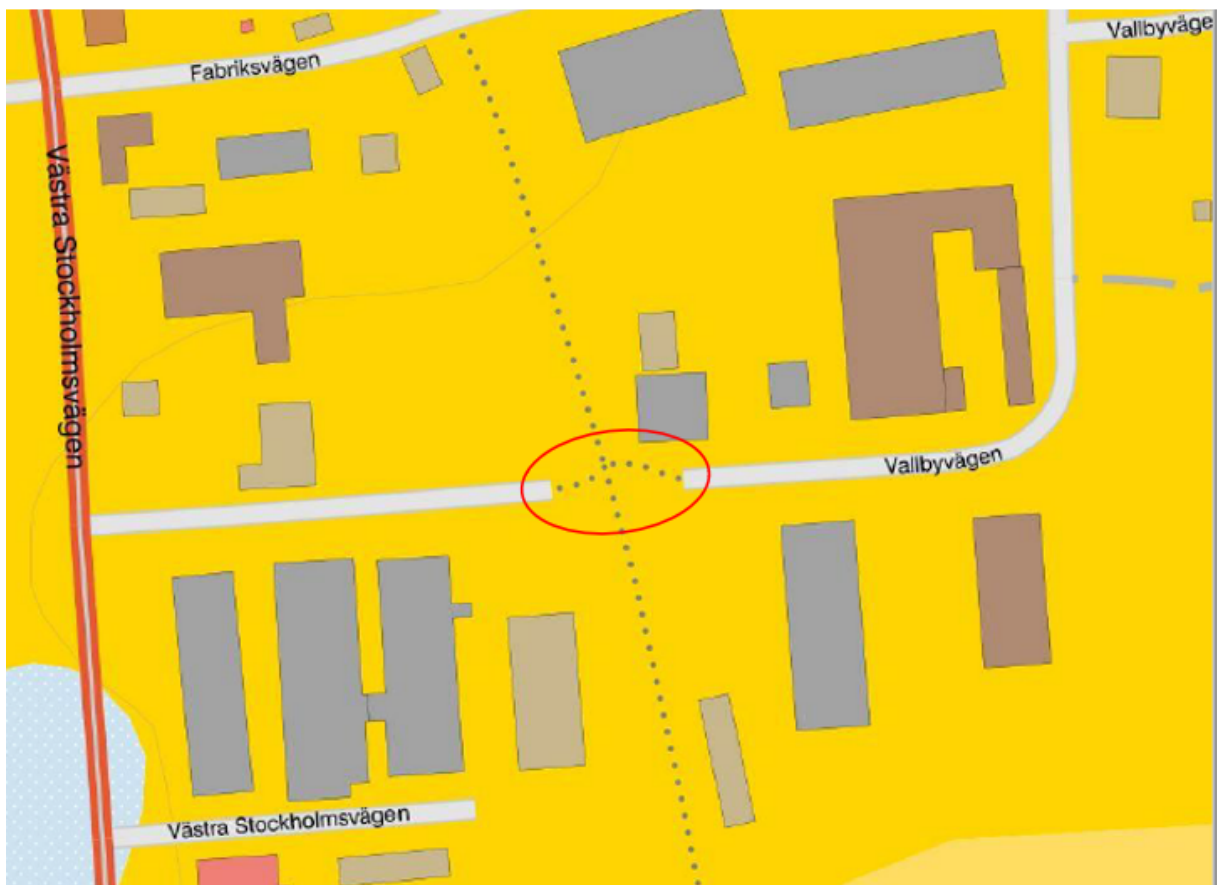 Vallbyväge
Fabriksvägen
Västra Stockholmsvägen
Vallbyvägen
Västra Stockholmsvägen